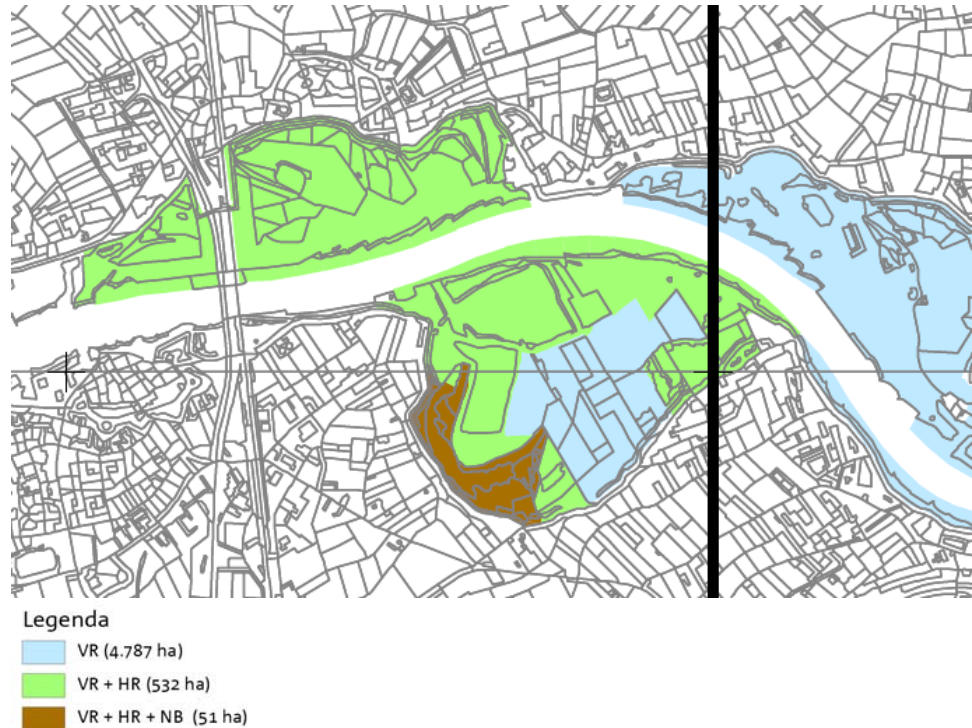 Legenda
VR (4.787 ha)
VR + HR (532 ha)
VR + HR + NB (51 ha)